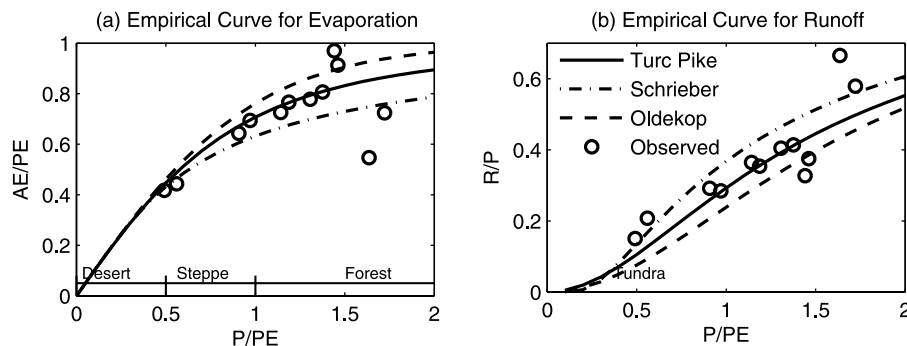 (a) Empirical Curve for Evaporation
1
0.8
0.6
0.4
0.2
0
AE/PE
Desert
Steppe
Forest
0
0.5
1
1.5
2
P/PE
(b) Empirical Curve for Runoff
Turc Pike
Schrieber
Oldekop
Observed
0.6
0.4
0.2
0
R/P
Tundra
0.5
1
1.5
2
P/PE